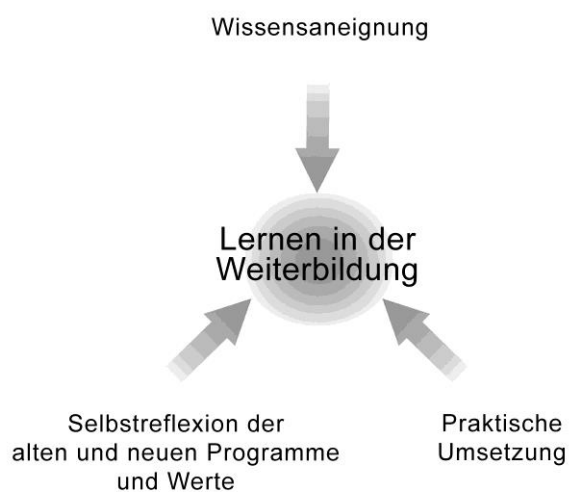 Wissensaneignung
Lernen in der
Weiterbildung
Selbstreflexion der
alten und neuen Programme
und Werte
Praktische
Umsetzung